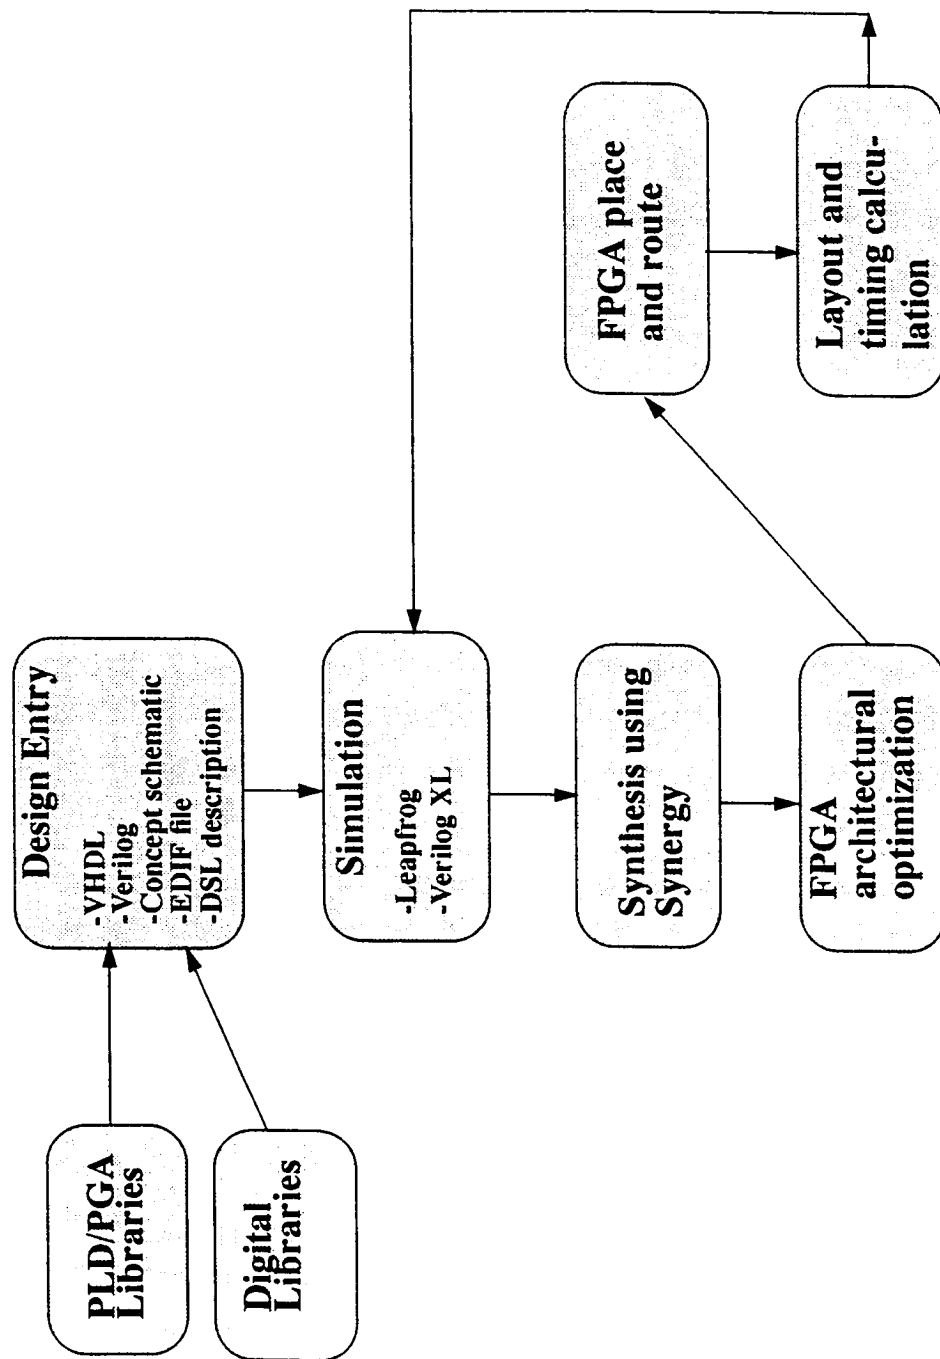 PLD/PGA
Libraries
Digital
Libraries
Design Entry
-VHDL
-Verilog
-Concept schematic
-EDIF file
-DSL description
Simulation
-Leapfrog
-Verilog XL
Synthesis using
Synergy
FPGA
architectural
optimization
FPGA place
and route
Layout and
timing calcu-
lation